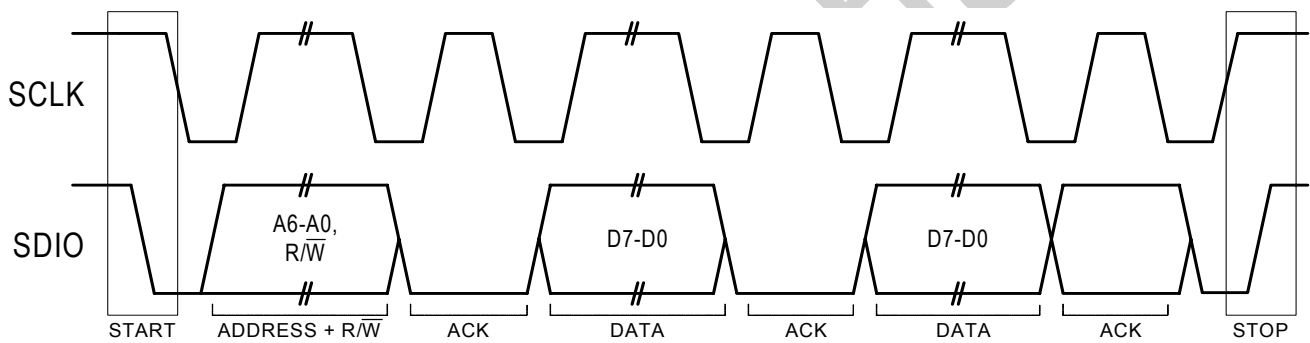 SCLK
SDIO
A6-A0,
R/W̅
D7-D0
D7-D0
START
ADDRESS + R/W̅
ACK
DATA
ACK
DATA
ACK
STOP